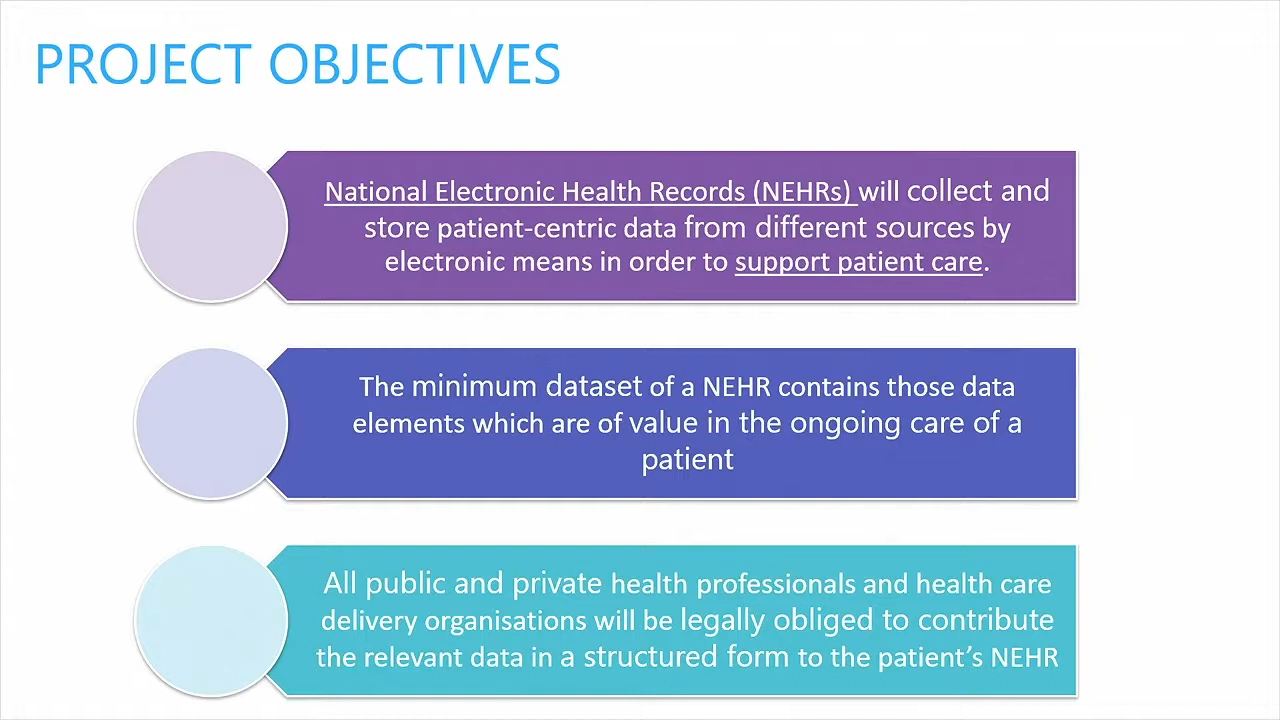 PROJECT OBJECTIVES
National Electronic Health Records (NEHRs) will collect and
store patient-centric data from different sources by
electronic means in order to support patient care.
The minimum dataset of a NEHR contains those data
elements which are of value in the ongoing care of a
patient
All public and private health professionals and health care
delivery organisations will be legally obliged to contribute
the relevant data in a structured form to the patient’s NEHR